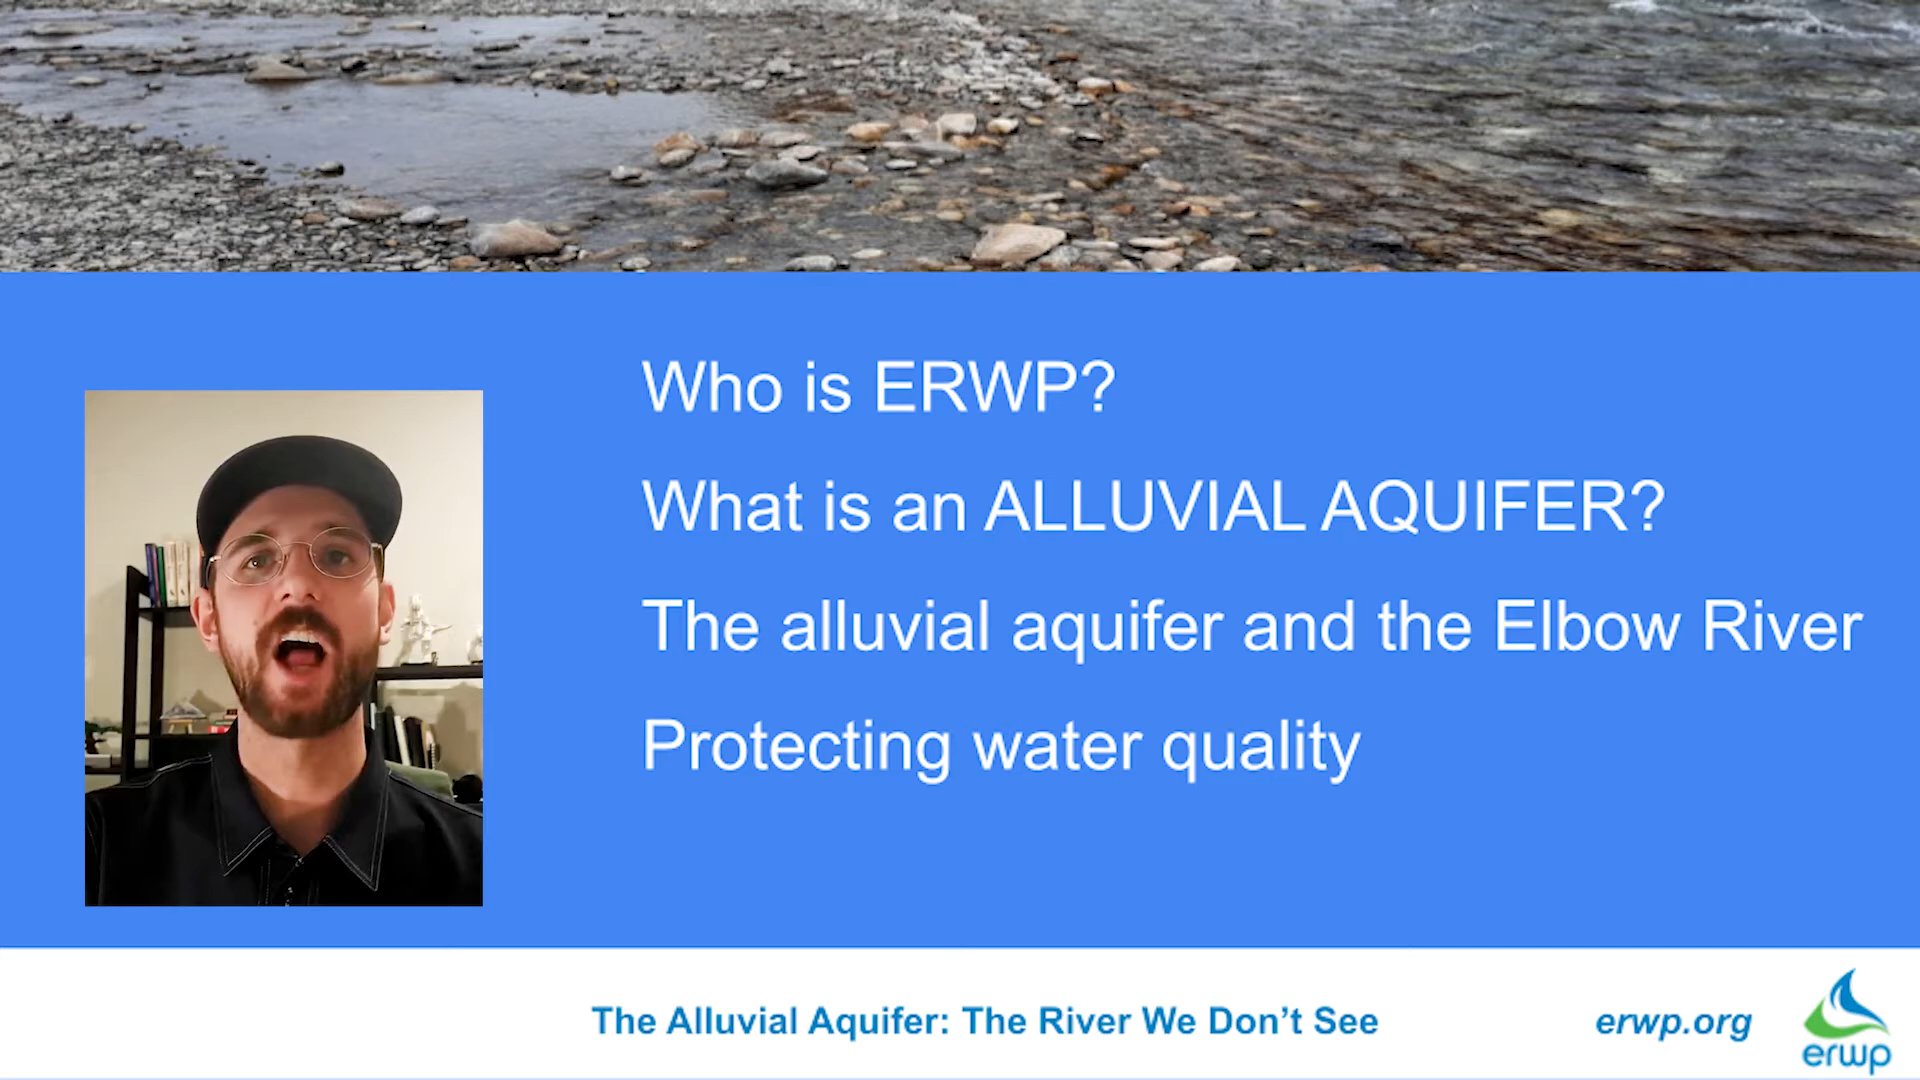 Who is ERWP?
What is an ALLUVIAL AQUIFER?
The alluvial aquifer and the Elbow River
Protecting water quality
The Alluvial Aquifer: The River We Don't See
erwp.org
erwp